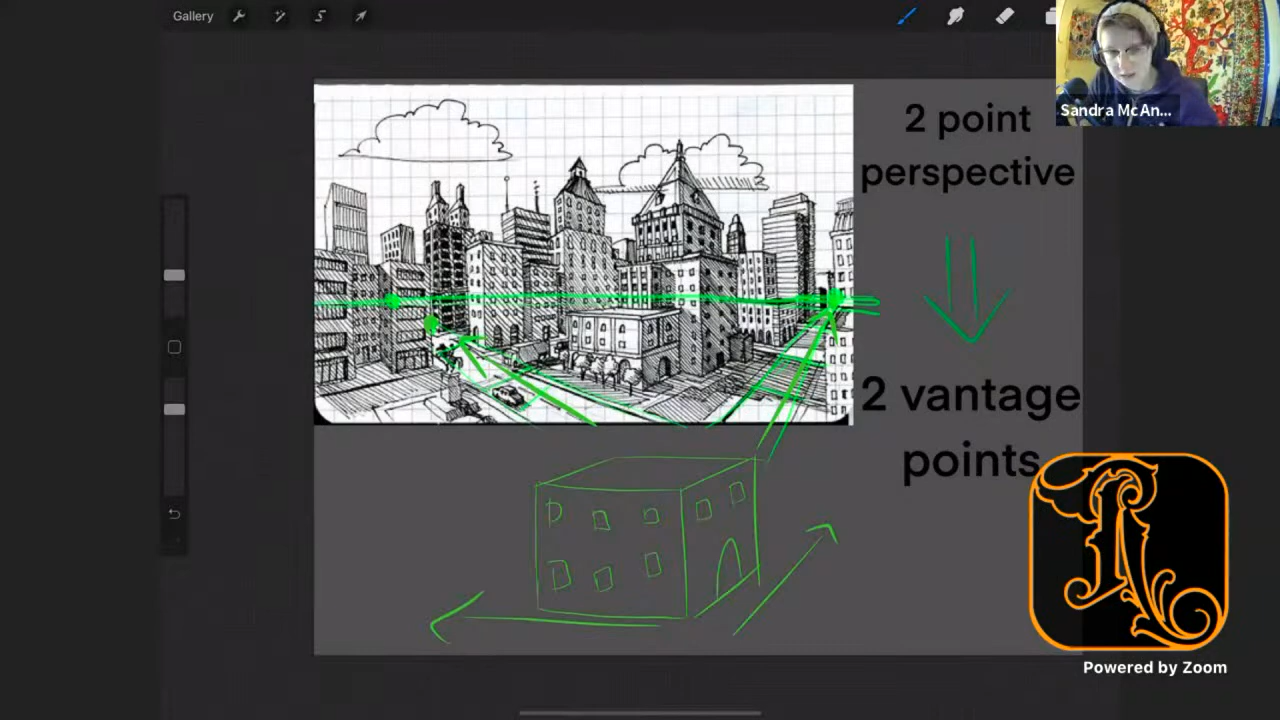 Gallery
Sandra McAn...
2 point
perspective
2 vantage
points
Powered by Zoom